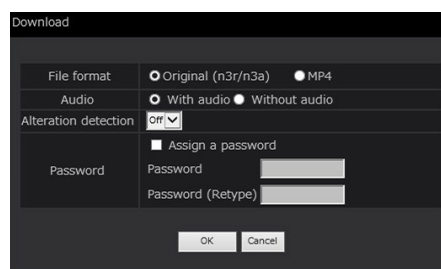 Download
File format Original (n3r/n3a) MP4
Audio With audio Without audio
Alteration detection Off
Assign a password
Password Password
Password (Retype)
OK Cancel